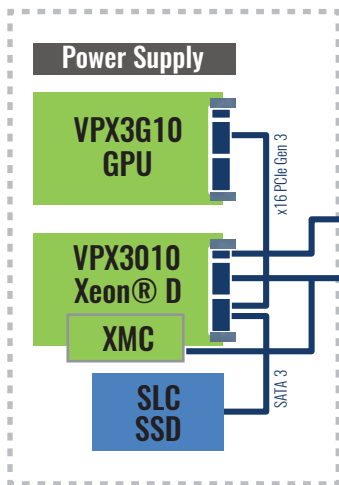 Power Supply
VPX3G10
GPU
x16 PCIe Gen 3
VPX3010
Xeon® D
XMC
SLC
SSD
SATA 3